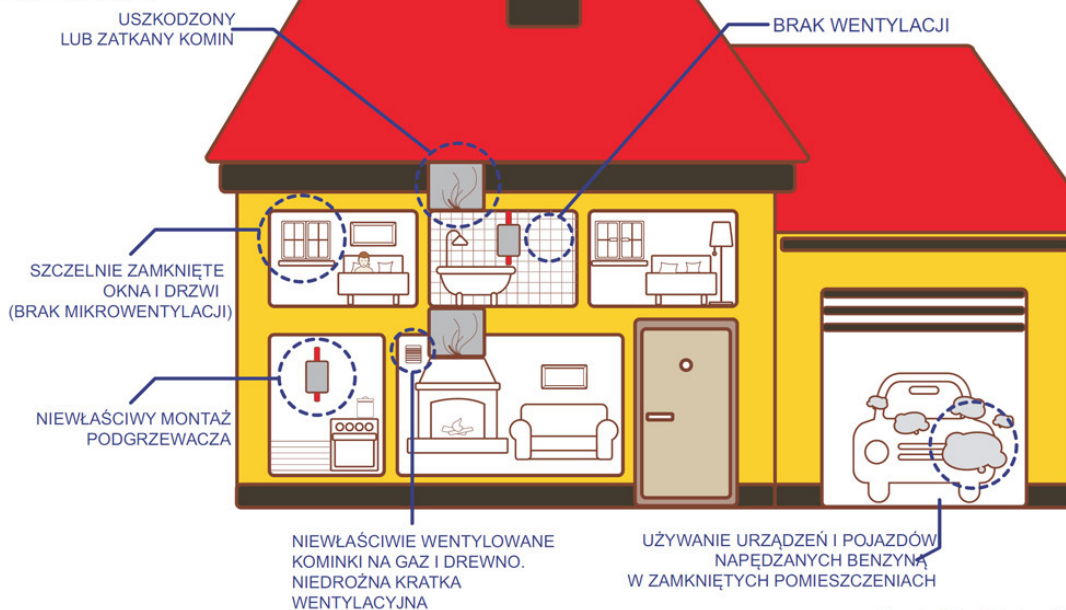 USZKODZONY
LUB ZATKANY KOMIN
BRAK WENTYLACJI
SZCZELNIE ZAMKNIĘTE
OKNA I DRZWI
(BRAK MIKROWENTYLACJI)
NIEWŁAŚCIWY MONTAŻ
PODGRZEWACZA
NIEWŁAŚCIWIE WENTYLOWANE
KOMINKI NA GAZ I DREWNO.
NIEDROŻNA KRATKA
WENTYLACYJNA
UŻYWANIE URZĄDZEŃ I POJAZDÓW
NAPĘDZANYCH BENZYNĄ
W ZAMKNIĘTYCH POMIESZCZENIACH